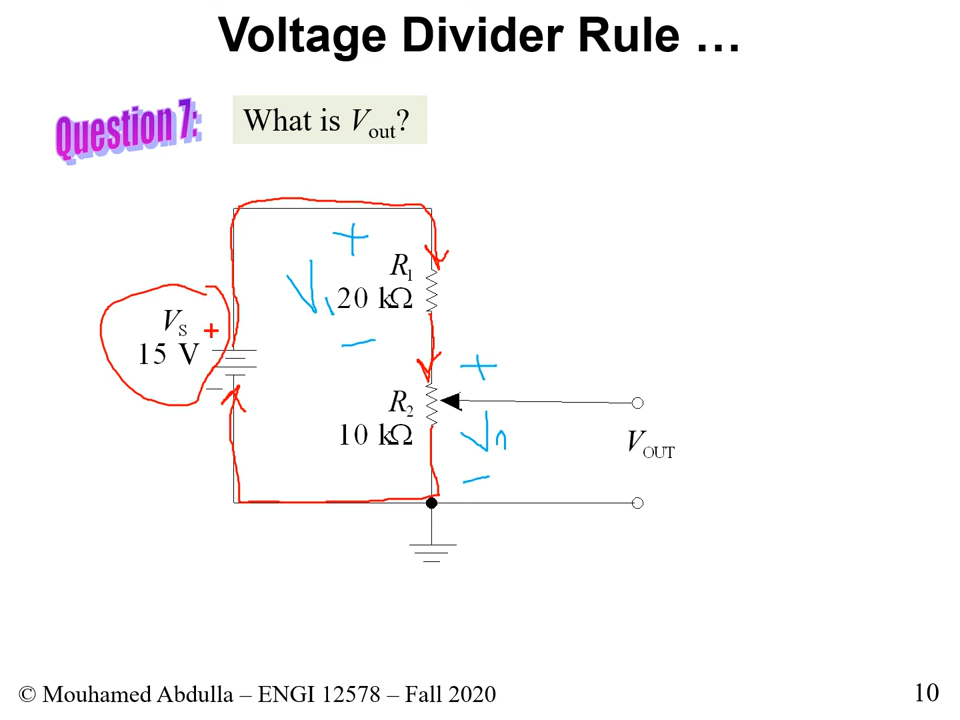 Voltage Divider Rule …
Question 7:
What is Vout?
+
R1
V1
20 kΩ
VS +
15 V
−
−
+
R2
10 kΩ
VOUT
−
© Mouhamed Abdulla – ENGI 12578 – Fall 2020
10